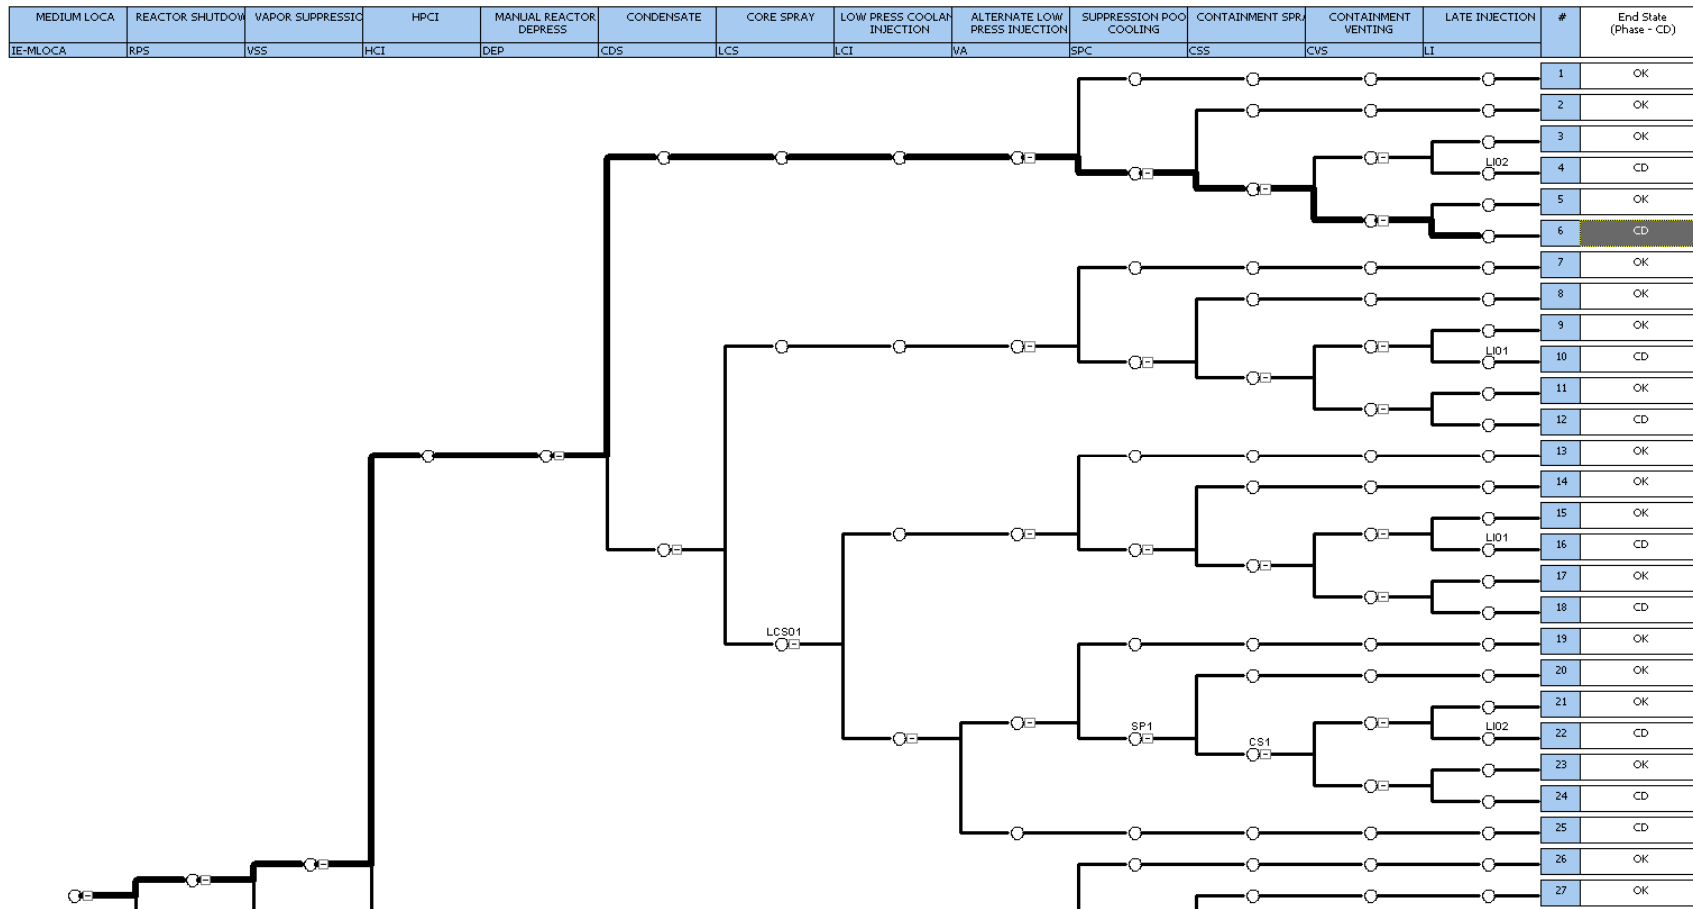 MEDIUM LOCA
REACTOR SHUTDOW
VAPOR SUPPRESSIO
HPCI
MANUAL REACTOR
DEPRESS
CONDENSATE
CORE SPRAY
LOW PRESS COOLAN
INJECTION
ALTERNATE LOW
PRESS INJECTION
SUPPRESSION POO
COOLING
CONTAINMENT SPRA
CONTAINMENT
VENTING
LATE INJECTION
#
End State
(Phase - CD)
IE-MLOCA
RPS
VSS
HCI
DEP
CDS
LCS
LCI
VA
SPC
CSS
CVS
LI
1 OK
2 OK
3 OK
LI02
4 CD
5 OK
6 CD
7 OK
8 OK
9 OK
LI01
10 CD
11 OK
12 CD
13 OK
14 OK
15 OK
LI01
16 CD
17 OK
18 CD
LCS01
19 OK
20 OK
21 OK
SP1
LI02
22 CD
CS1
23 OK
24 CD
25 CD
26 OK
27 OK